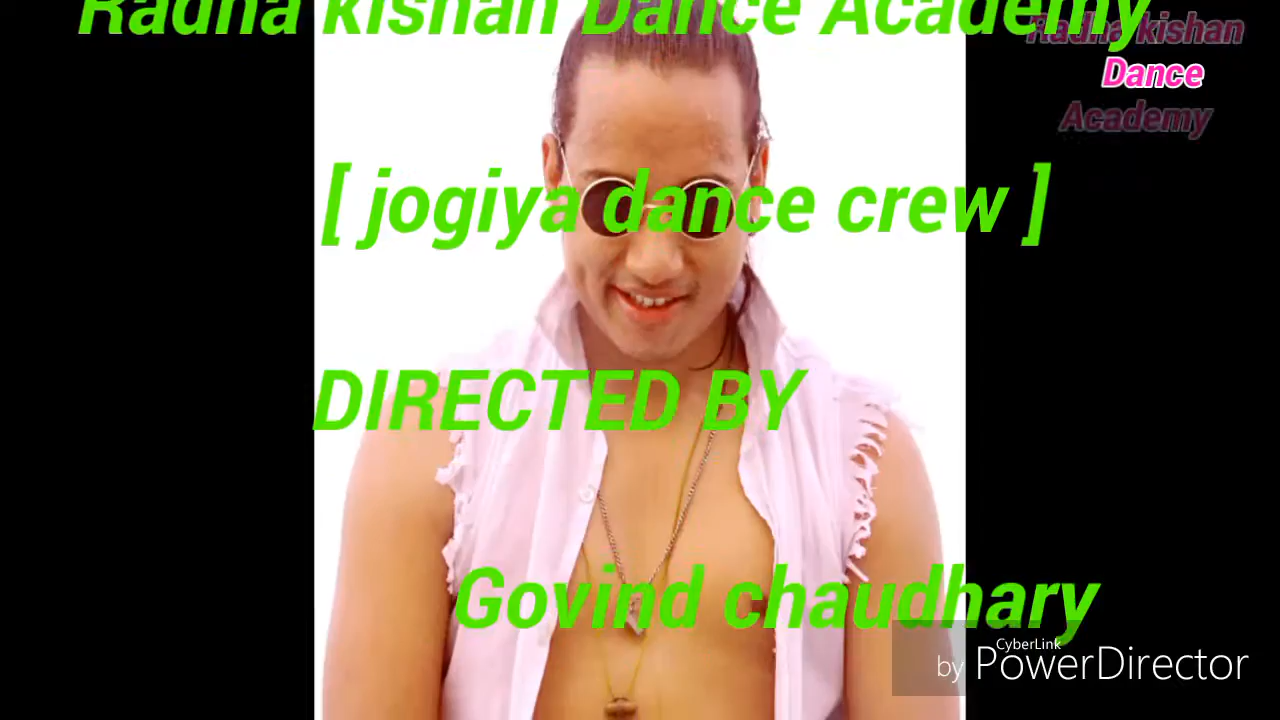 Radha kishan Dance Academy
Radha kishan
Dance
Academy
[ jogiya dance crew ]
DIRECTED BY
Govind chaudhary
CyberLink
by PowerDirector